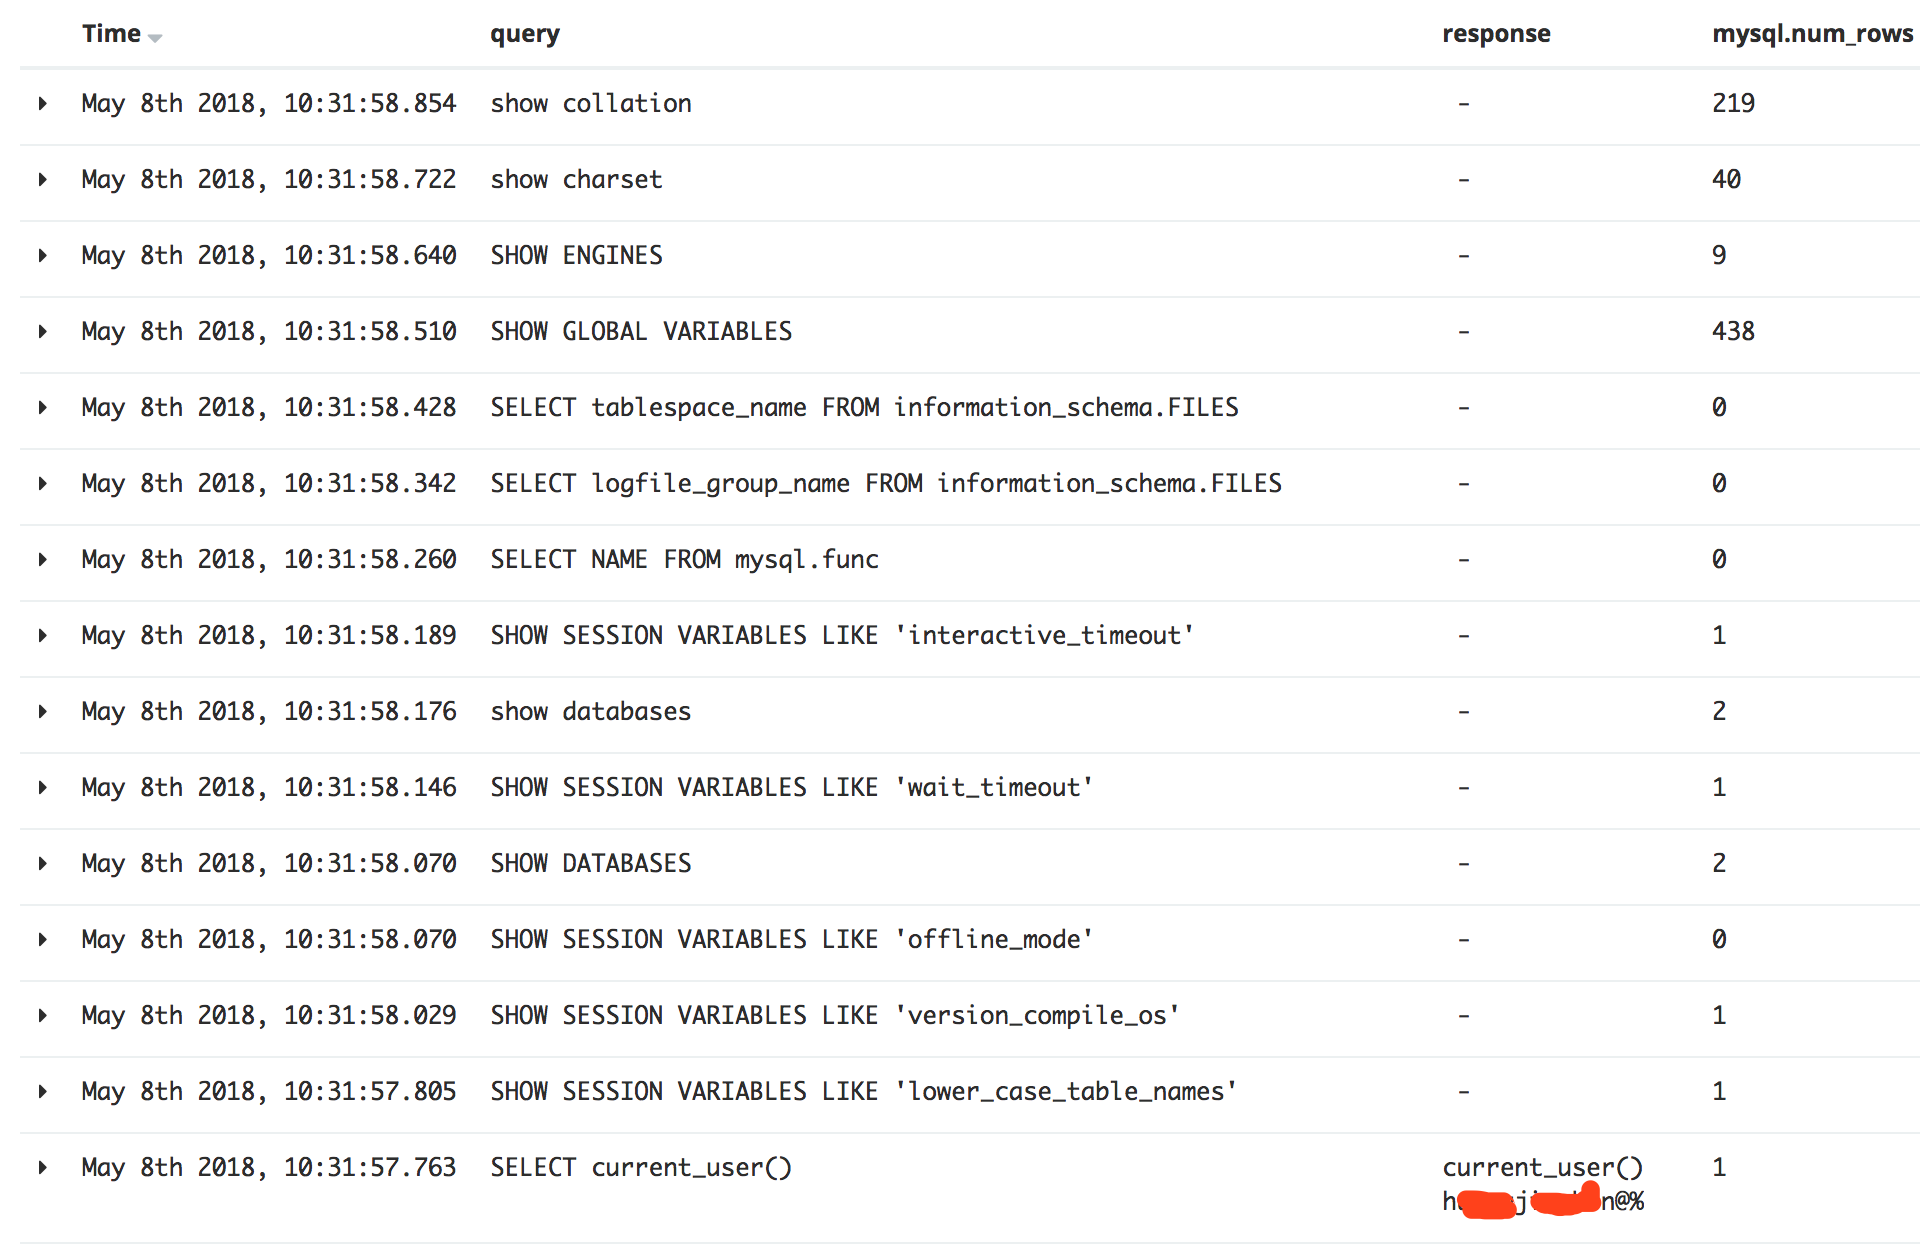 Time query response mysql.num_rows
May 8th 2018, 10:31:58.854 show collation - 219
May 8th 2018, 10:31:58.722 show charset - 40
May 8th 2018, 10:31:58.640 SHOW ENGINES - 9
May 8th 2018, 10:31:58.510 SHOW GLOBAL VARIABLES - 438
May 8th 2018, 10:31:58.428 SELECT tablespace_name FROM information_schema.FILES - 0
May 8th 2018, 10:31:58.342 SELECT logfile_group_name FROM information_schema.FILES - 0
May 8th 2018, 10:31:58.260 SELECT NAME FROM mysql.func - 0
May 8th 2018, 10:31:58.189 SHOW SESSION VARIABLES LIKE 'interactive_timeout' - 1
May 8th 2018, 10:31:58.176 show databases - 2
May 8th 2018, 10:31:58.146 SHOW SESSION VARIABLES LIKE 'wait_timeout' - 1
May 8th 2018, 10:31:58.070 SHOW DATABASES - 2
May 8th 2018, 10:31:58.070 SHOW SESSION VARIABLES LIKE 'offline_mode' - 0
May 8th 2018, 10:31:58.029 SHOW SESSION VARIABLES LIKE 'version_compile_os' - 1
May 8th 2018, 10:31:57.805 SHOW SESSION VARIABLES LIKE 'lower_case_table_names' - 1
May 8th 2018, 10:31:57.763 SELECT current_user() current_user() 1